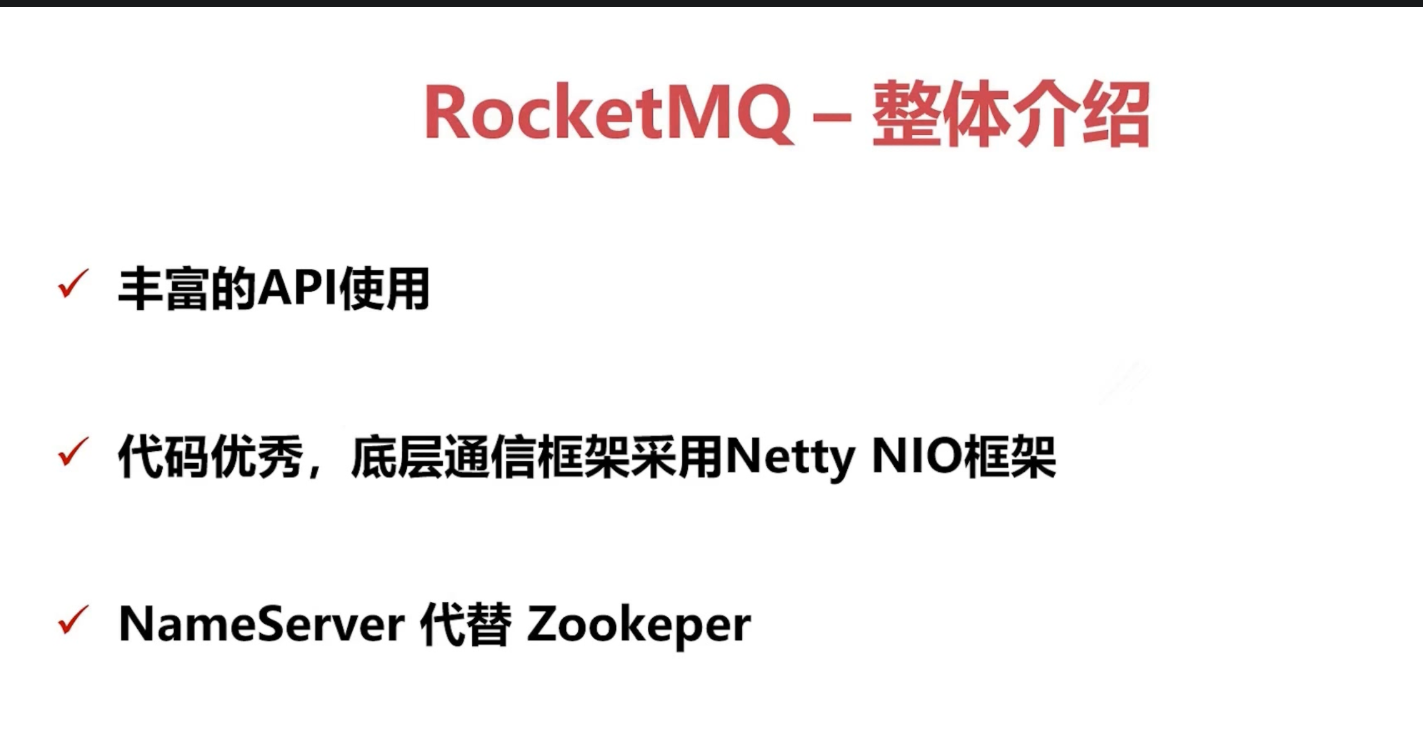 RocketMQ – 整体介绍
✓ 丰富的API使用
✓ 代码优秀，底层通信框架采用Netty NIO框架
✓ NameServer 代替 Zookeper